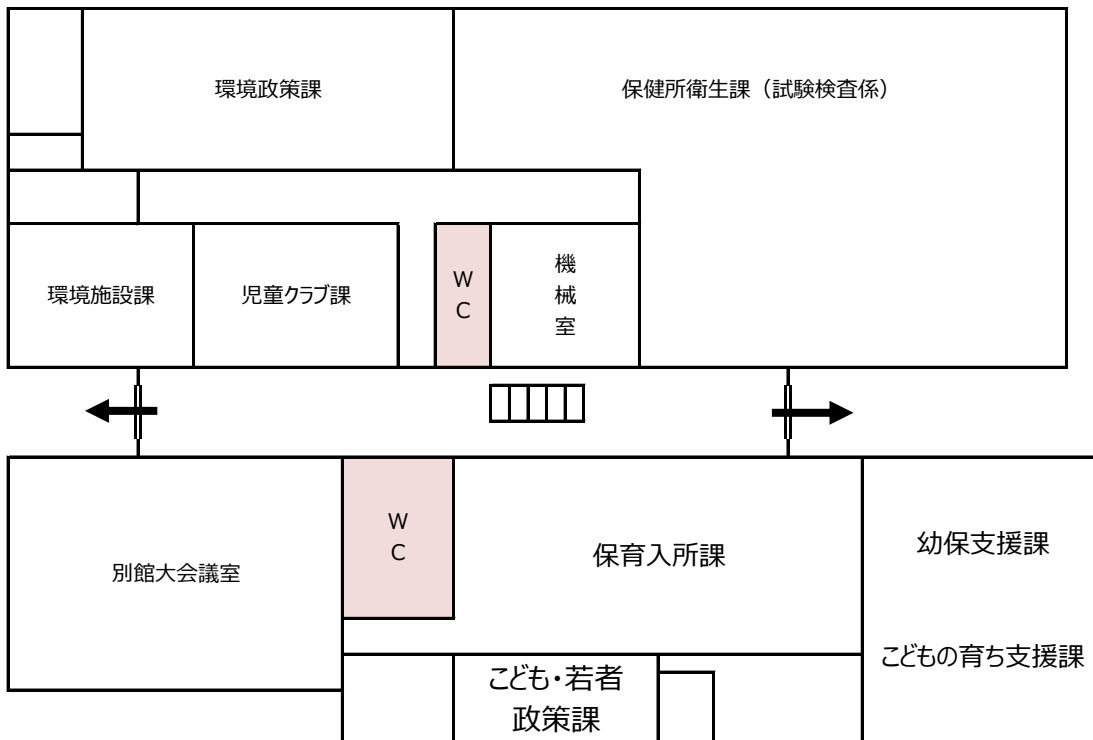 環境政策課
保健所衛生課（試験検査係）
環境施設課
児童クラブ課
W
C
機
械
室
別館大会議室
W
C
保育入所課
幼保支援課
こどもの育ち支援課
こども・若者
政策課